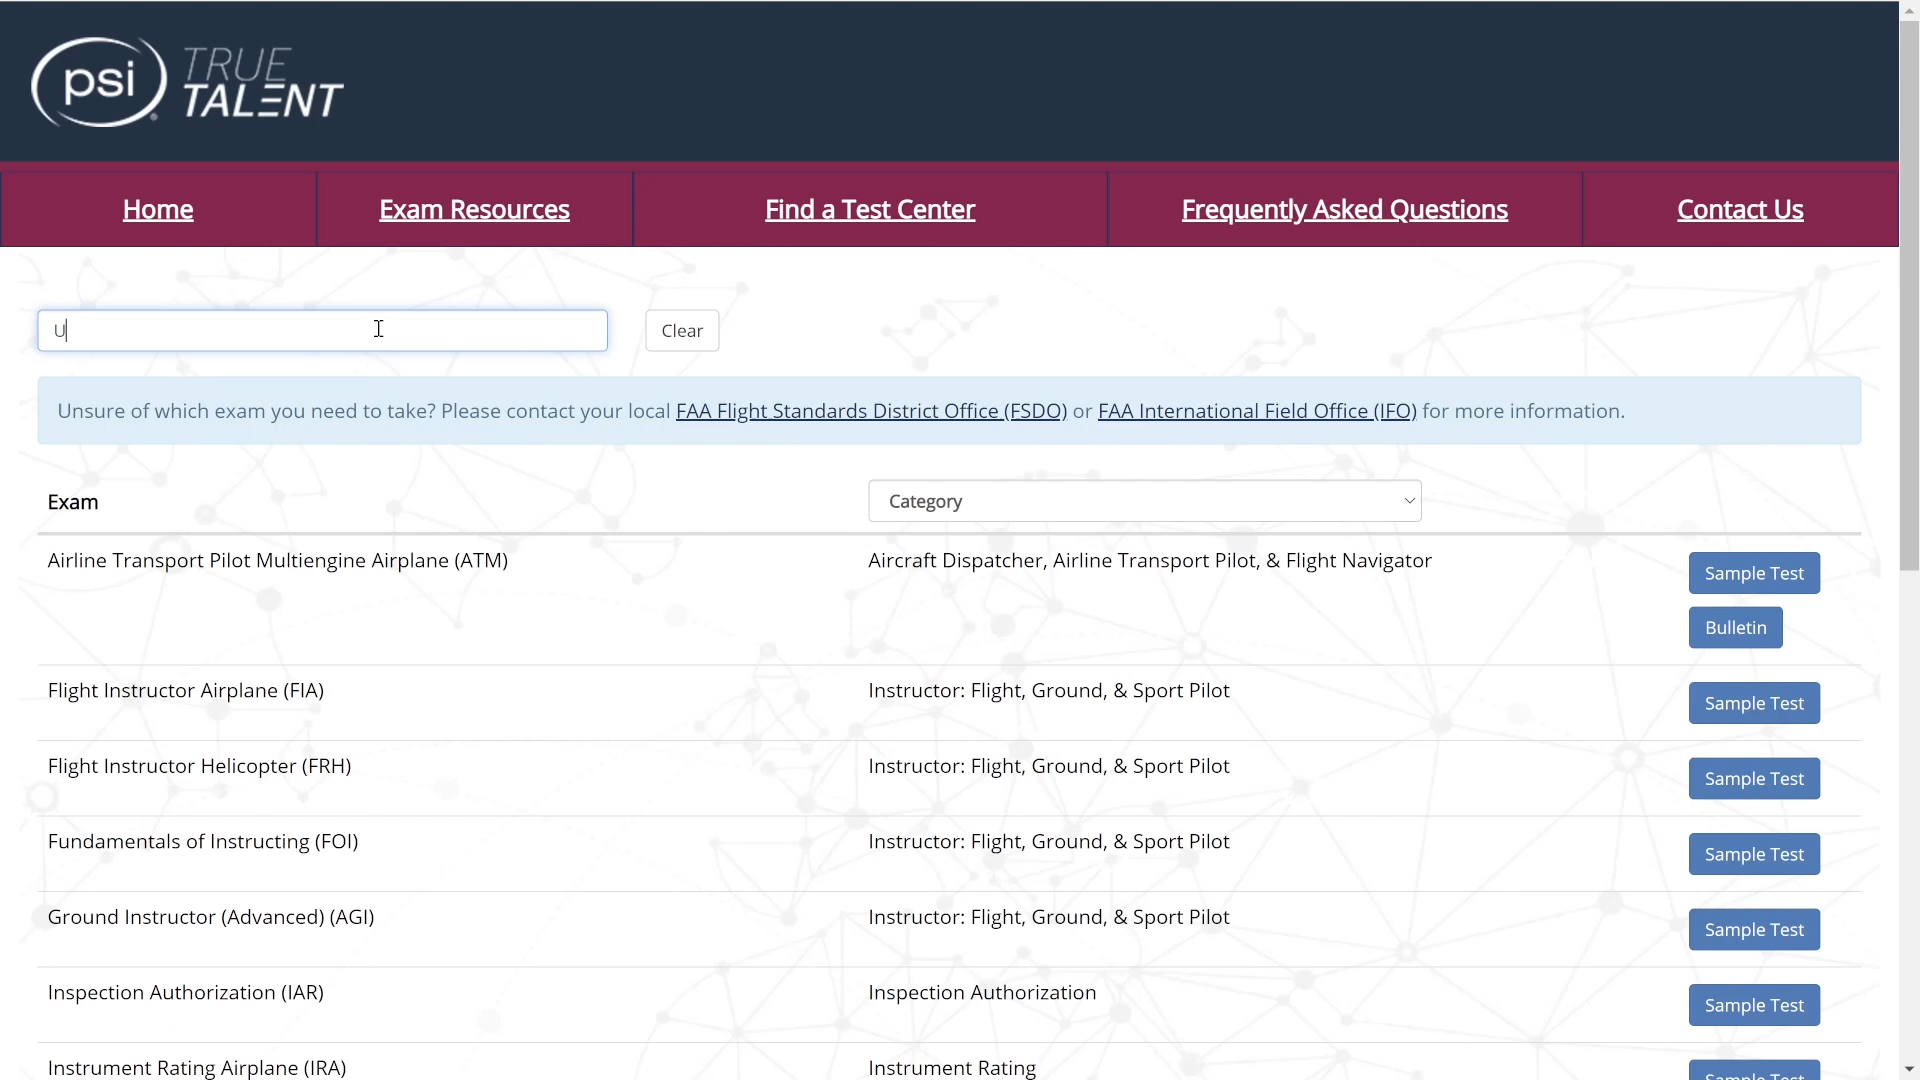 psi TRUE TALENT
Home
Exam Resources
Find a Test Center
Frequently Asked Questions
Contact Us
U
Clear
Unsure of which exam you need to take? Please contact your local FAA Flight Standards District Office (FSDO) or FAA International Field Office (IFO) for more information.
Exam
Category
Airline Transport Pilot Multiengine Airplane (ATM)
Aircraft Dispatcher, Airline Transport Pilot, & Flight Navigator
Sample Test
Bulletin
Flight Instructor Airplane (FIA)
Instructor: Flight, Ground, & Sport Pilot
Sample Test
Flight Instructor Helicopter (FRH)
Instructor: Flight, Ground, & Sport Pilot
Sample Test
Fundamentals of Instructing (FOI)
Instructor: Flight, Ground, & Sport Pilot
Sample Test
Ground Instructor (Advanced) (AGI)
Instructor: Flight, Ground, & Sport Pilot
Sample Test
Inspection Authorization (IAR)
Inspection Authorization
Sample Test
Instrument Rating Airplane (IRA)
Instrument Rating
Sample Test